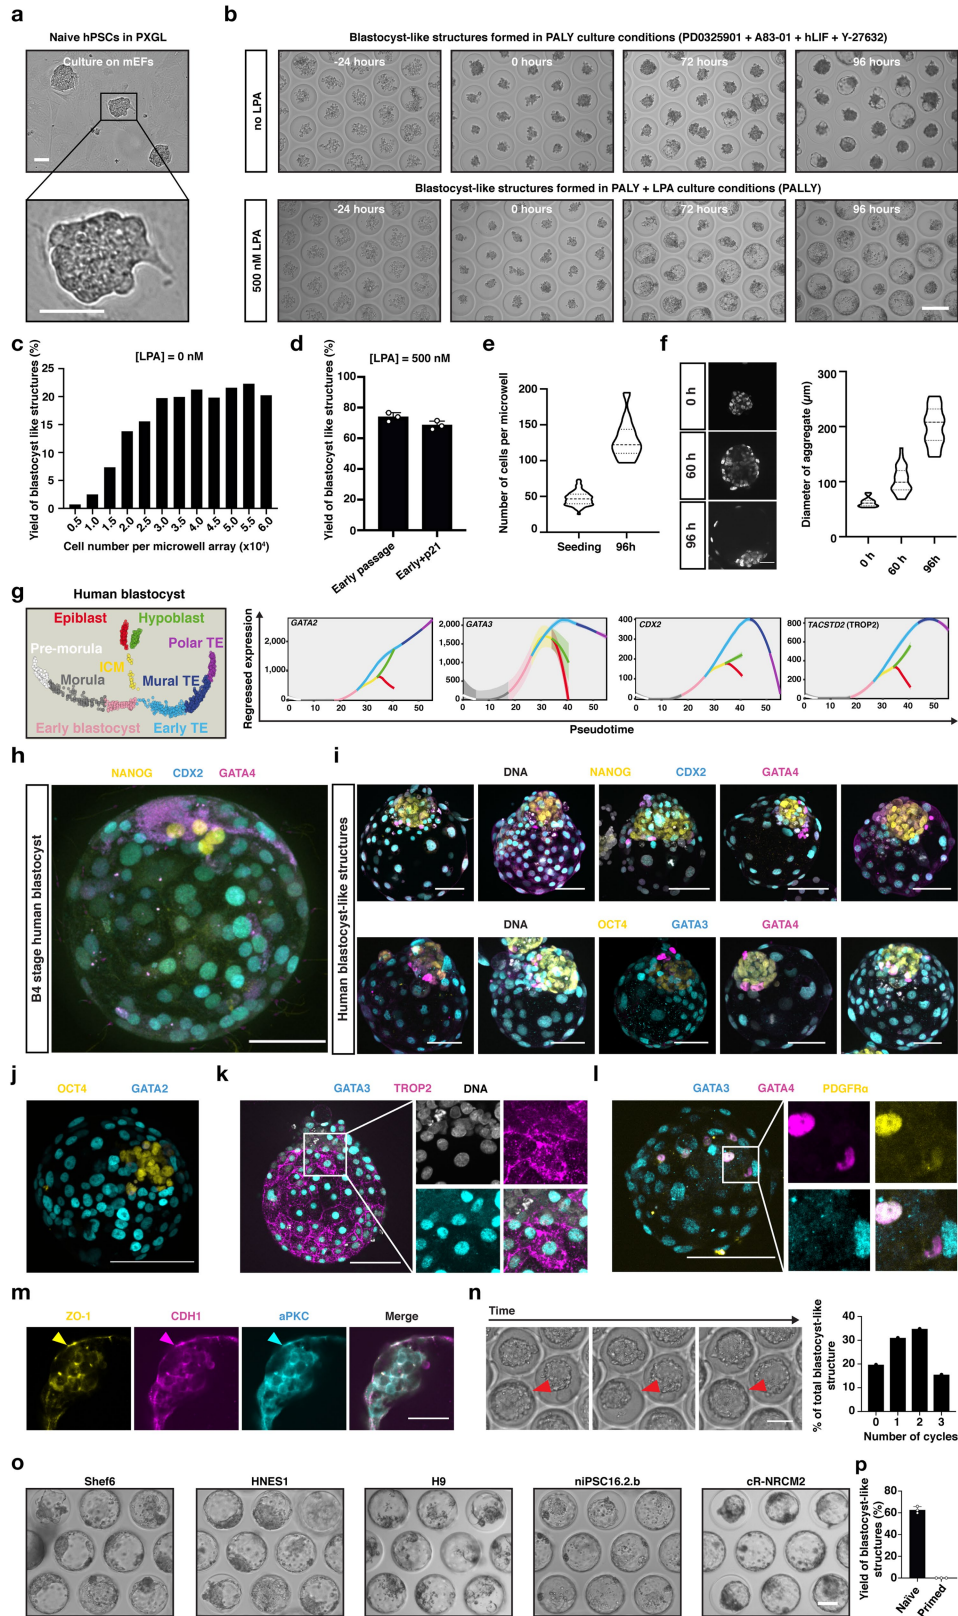 a
Naive hPSCs in PXGL
Culture on mEFs
b
Blastocyst-like structures formed in PALY culture conditions (PD0325901 + A83-01 + hLIF + Y-27632)
no LPA
-24 hours
0 hours
72 hours
96 hours
Blastocyst-like structures formed in PALY + LPA culture conditions (PALLY)
500 nM LPA
-24 hours
0 hours
72 hours
96 hours
c
[LPA] = 0 nM
Yield of blastocyst like structures (%)
25
20
15
10
5
0
0.5 1.0 1.5 2.0 2.5 3.0 3.5 4.0 4.5 5.0 5.5 6.0
Cell number per microwell array (x10⁴)
d
[LPA] = 500 nM
Yield of blastocyst like structures (%)
100
80
60
40
20
0
Early passage
Early+p21
e
Number of cells per microwell
200
150
100
50
0
Seeding 96h
f
0 h
60 h
96 h
Diameter of aggregate (µm)
300
200
100
0
0 h
60 h
96h
g
Human blastocyst
Epiblast
Hypoblast
Pre-morula
Polar TE
ICM
Morula
Mural TE
Early blastocyst
Early TE
Regressed expression
GATA2
2,000
1,000
0
0 10 20 30 40 50
GATA3
2,000
1,500
1,000
500
0
0 10 20 30 40 50
CDX2
400
200
0
0 10 20 30 40 50
TACSTD2 (TROP2)
800
600
400
200
0
0 10 20 30 40 50
Pseudotime
h
NANOG CDX2 GATA4
B4 stage human blastocyst
i
DNA NANOG CDX2 GATA4
Human blastocyst-like structures
DNA OCT4 GATA3 GATA4
j
OCT4 GATA2
k
GATA3 TROP2 DNA
l
GATA3 GATA4 PDGFRα
m
ZO-1 CDH1 aPKC Merge
n
Time
% of total blastocyst-like structure
40
30
20
10
0
0 1 2 3
Number of cycles
o
Shef6
HNES1
H9
niPSC16.2.b
cR-NRCM2
p
Yield of blastocyst-like structures (%)
80
60
40
20
0
Naïve
Primed